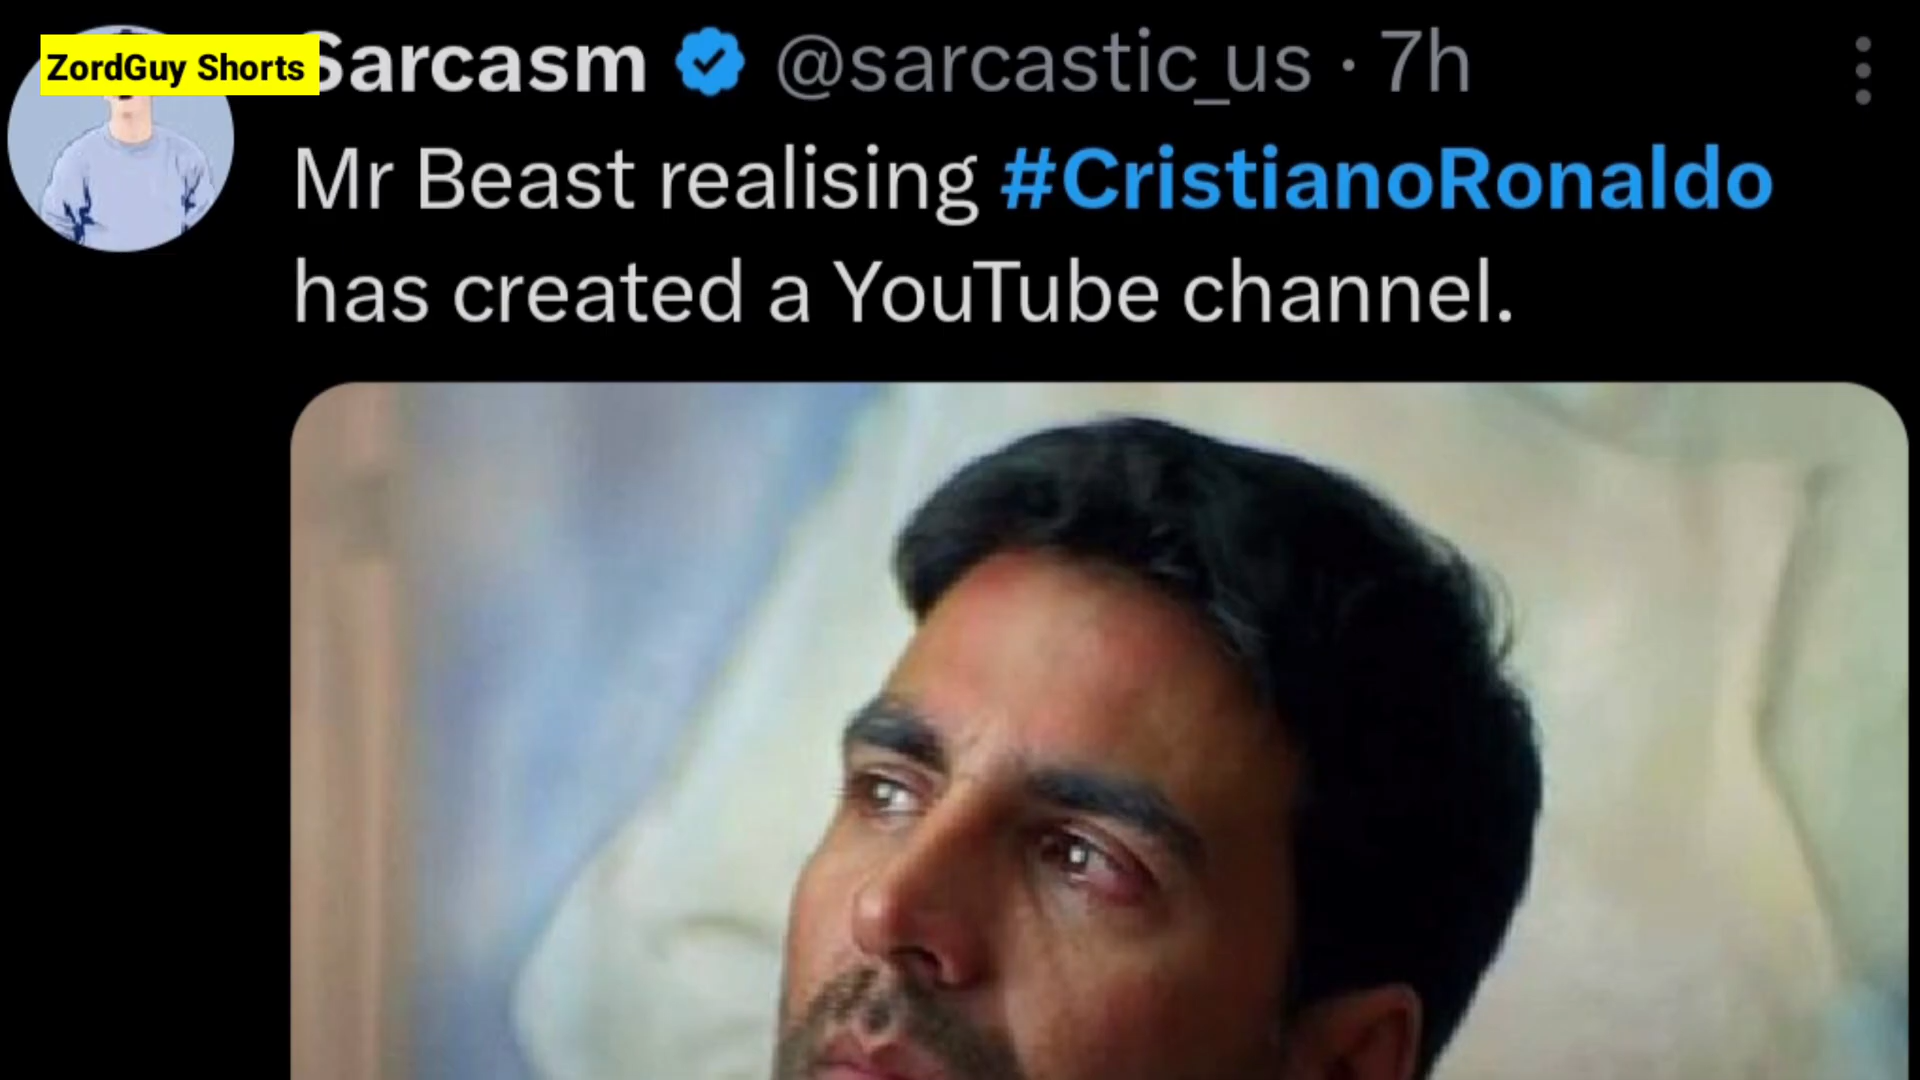 ZordGuy Shorts
Sarcasm @sarcastic_us · 7h
Mr Beast realising #CristianoRonaldo
has created a YouTube channel.